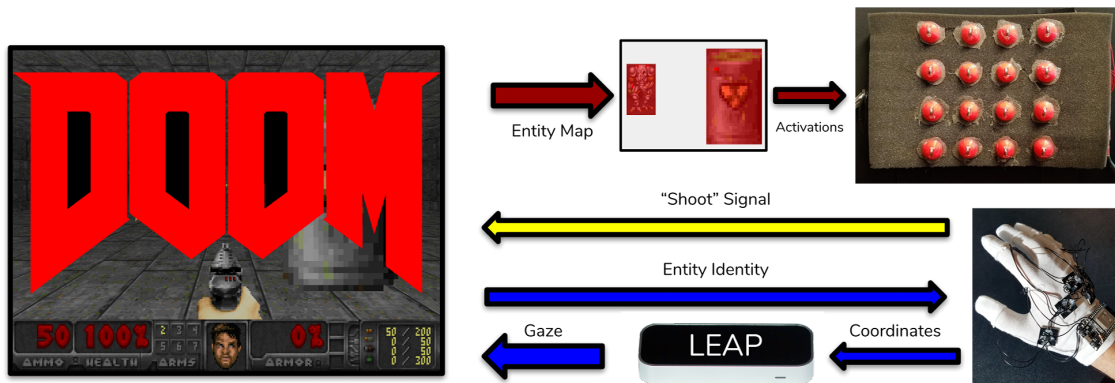 DOOM
50
100%
2 3 4
5 6 7
0%
50 / 200
0 / 50
0 / 50
0 / 300
AMMO
HEALTH
ARMS
ARMOR
Entity Map
Activations
“Shoot” Signal
Entity Identity
Gaze
LEAP
Coordinates